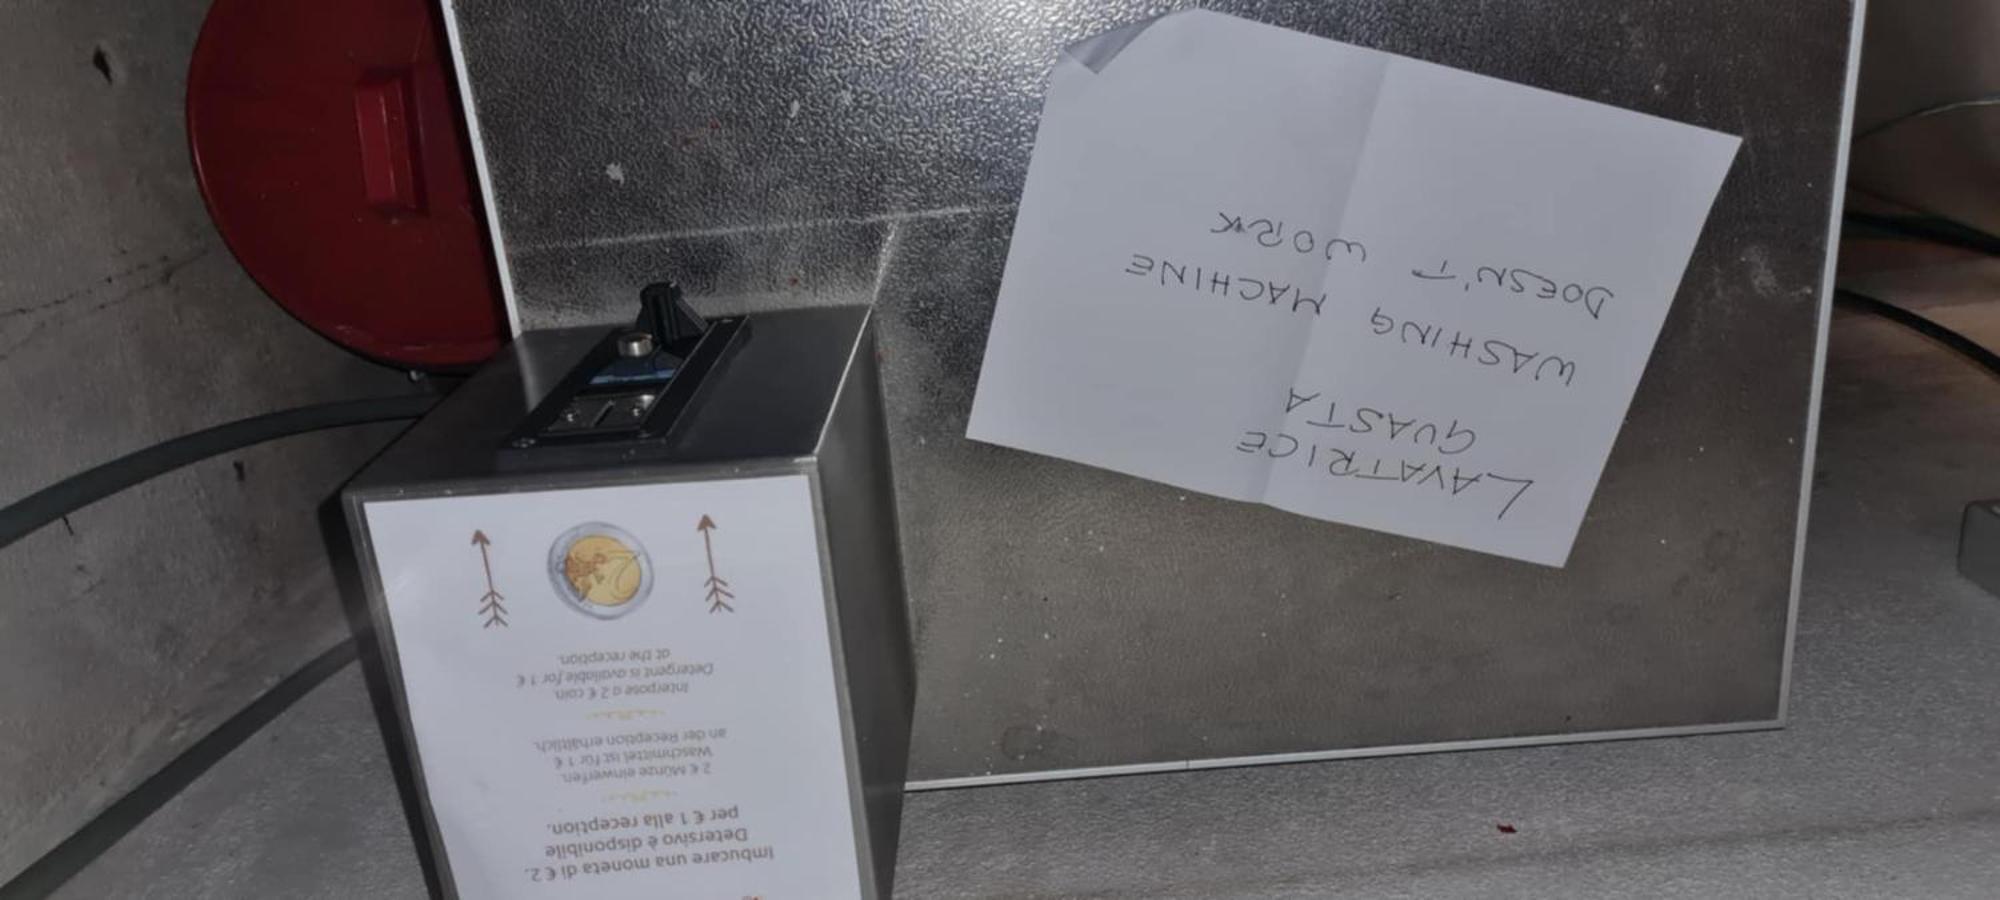 LAVATRICE
GUASTA
WASHING MACHINE
DOESN'T WORK
Imbucare una moneta di € 2.
Detersivo è disponibile
per € 1 alla reception.
2 € Münze einwerfen.
Waschmittel ist für 1 €
an der Reception erhältlich.
Interpose a 2 € coin.
Detergent is available for 1 €
at the reception.
2